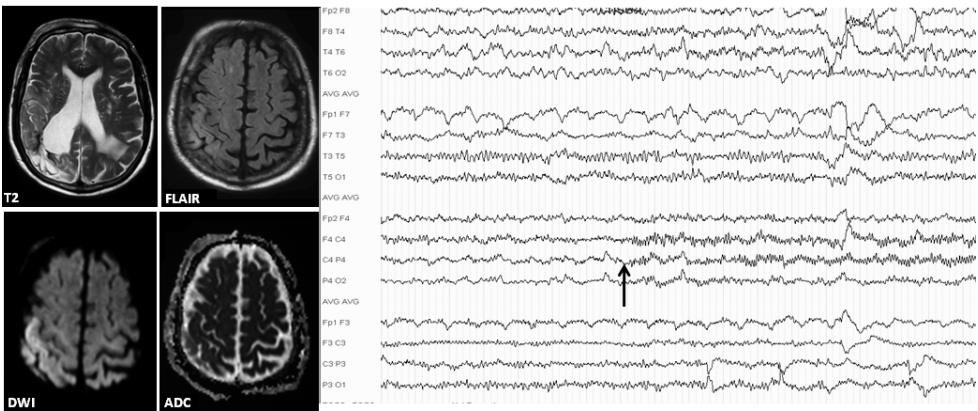 T2
FLAIR
DWI
ADC
Fp2 F8
F8 T4
T4 T6
T6 O2
AVG AVG
Fp1 F7
F7 T3
T3 T5
T5 O1
AVG AVG
Fp2 F4
F4 C4
C4 P4
P4 O2
AVG AVG
Fp1 F3
F3 C3
C3 P3
P3 O1